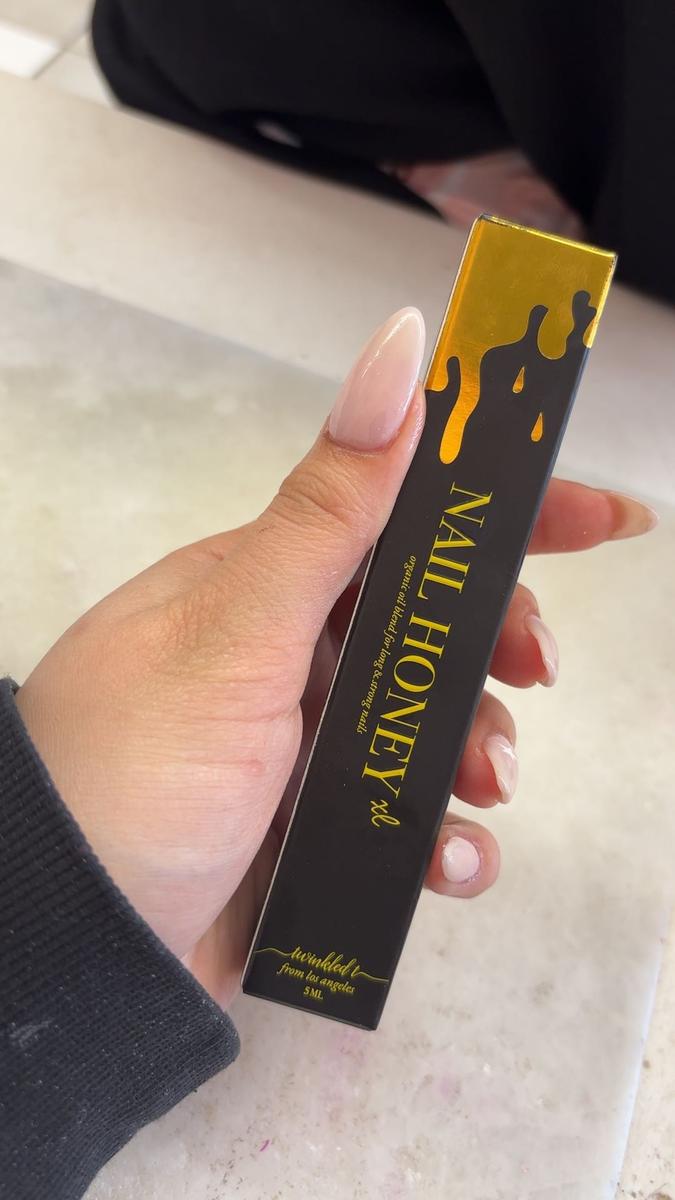 NAIL HONEY xl
organic oil blend for long & strong nails
twinkled t
from los angeles
5 ML